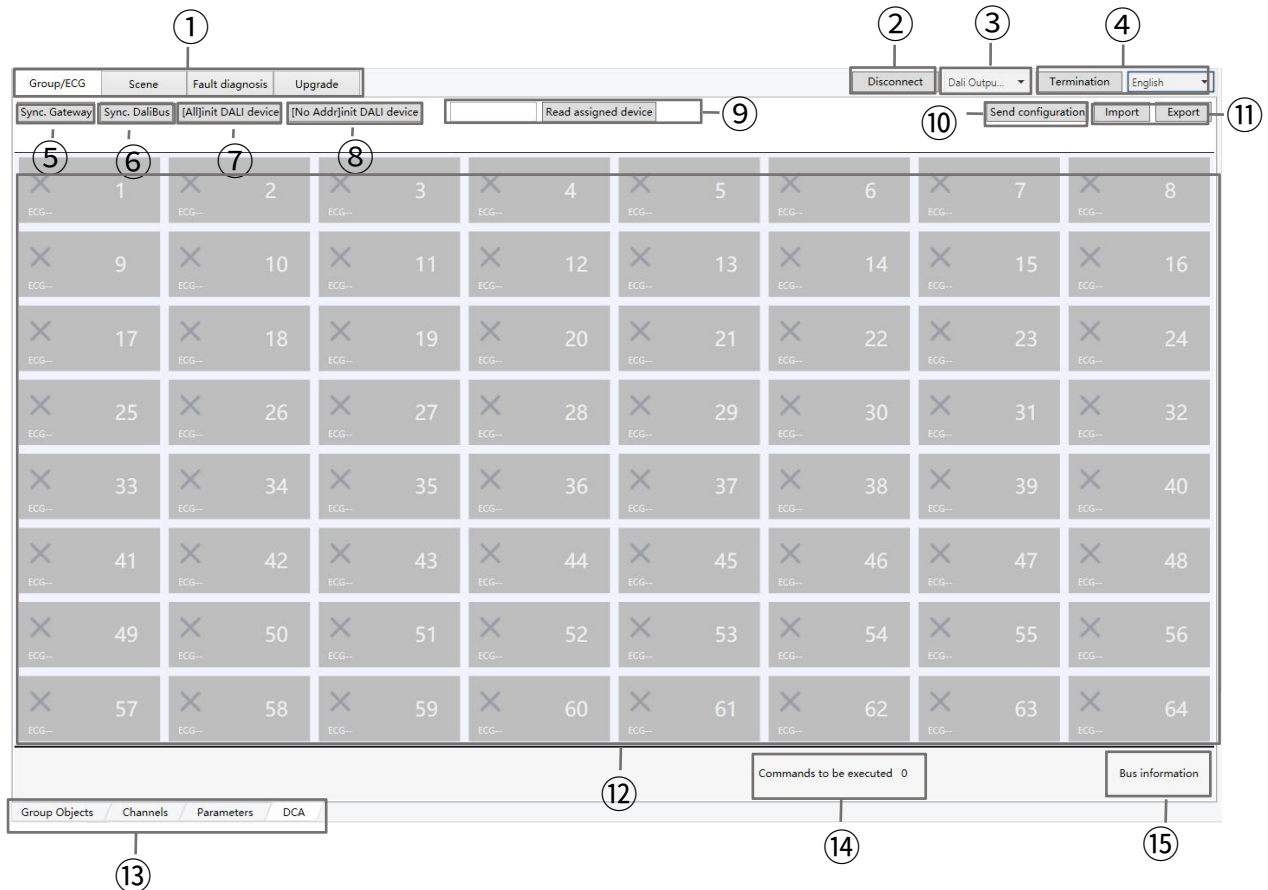 ① ② ③ ④
Group/ECG Scene Fault diagnosis Upgrade Disconnect Dali Outpu... Termination English
Sync. Gateway Sync. DaliBus [All]init DALI device [No Addr]init DALI device Read assigned device ⑨ ⑩ Send configuration Import Export ⑪
⑤ ⑥ ⑦ ⑧
1 2 3 4 5 6 7 8
ECG-- ECG-- ECG-- ECG-- ECG-- ECG-- ECG-- ECG--
9 10 11 12 13 14 15 16
ECG-- ECG-- ECG-- ECG-- ECG-- ECG-- ECG-- ECG--
17 18 19 20 21 22 23 24
ECG-- ECG-- ECG-- ECG-- ECG-- ECG-- ECG-- ECG--
25 26 27 28 29 30 31 32
ECG-- ECG-- ECG-- ECG-- ECG-- ECG-- ECG-- ECG--
33 34 35 36 37 38 39 40
ECG-- ECG-- ECG-- ECG-- ECG-- ECG-- ECG-- ECG--
41 42 43 44 45 46 47 48
ECG-- ECG-- ECG-- ECG-- ECG-- ECG-- ECG-- ECG--
49 50 51 52 53 54 55 56
ECG-- ECG-- ECG-- ECG-- ECG-- ECG-- ECG-- ECG--
57 58 59 60 61 62 63 64
ECG-- ECG-- ECG-- ECG-- ECG-- ECG-- ECG-- ECG--
Commands to be executed 0 Bus information
⑫
Group Objects Channels Parameters DCA
⑬ ⑭ ⑮